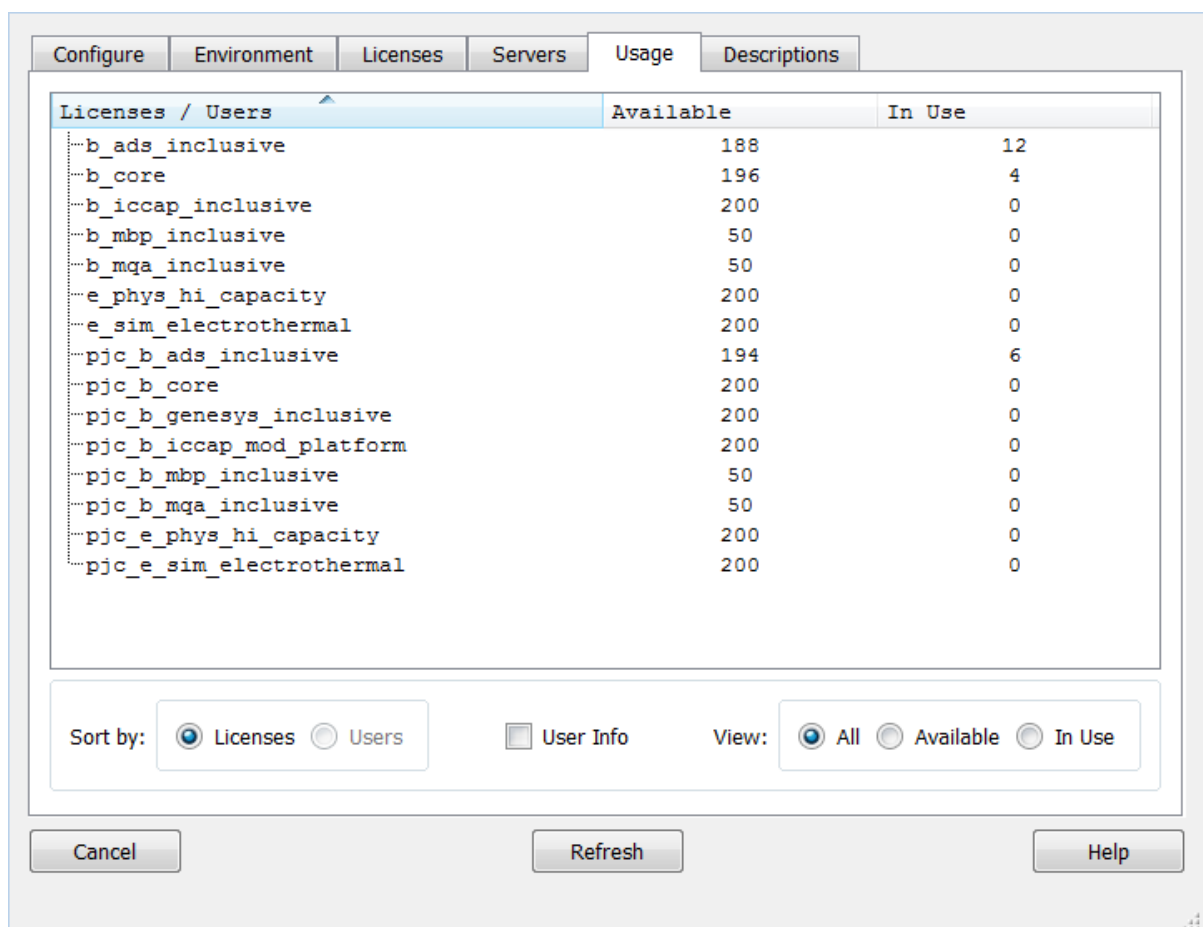 Configure Environment Licenses Servers Usage Descriptions
Licenses / Users Available In Use
b_ads_inclusive 188 12
b_core 196 4
b_iccap_inclusive 200 0
b_mbp_inclusive 50 0
b_mqa_inclusive 50 0
e_phys_hi_capacity 200 0
e_sim_electrothermal 200 0
pjc_b_ads_inclusive 194 6
pjc_b_core 200 0
pjc_b_genesys_inclusive 200 0
pjc_b_iccap_mod_platform 200 0
pjc_b_mbp_inclusive 50 0
pjc_b_mqa_inclusive 50 0
pjc_e_phys_hi_capacity 200 0
pjc_e_sim_electrothermal 200 0
Sort by: Licenses Users User Info View: All Available In Use
Cancel Refresh Help